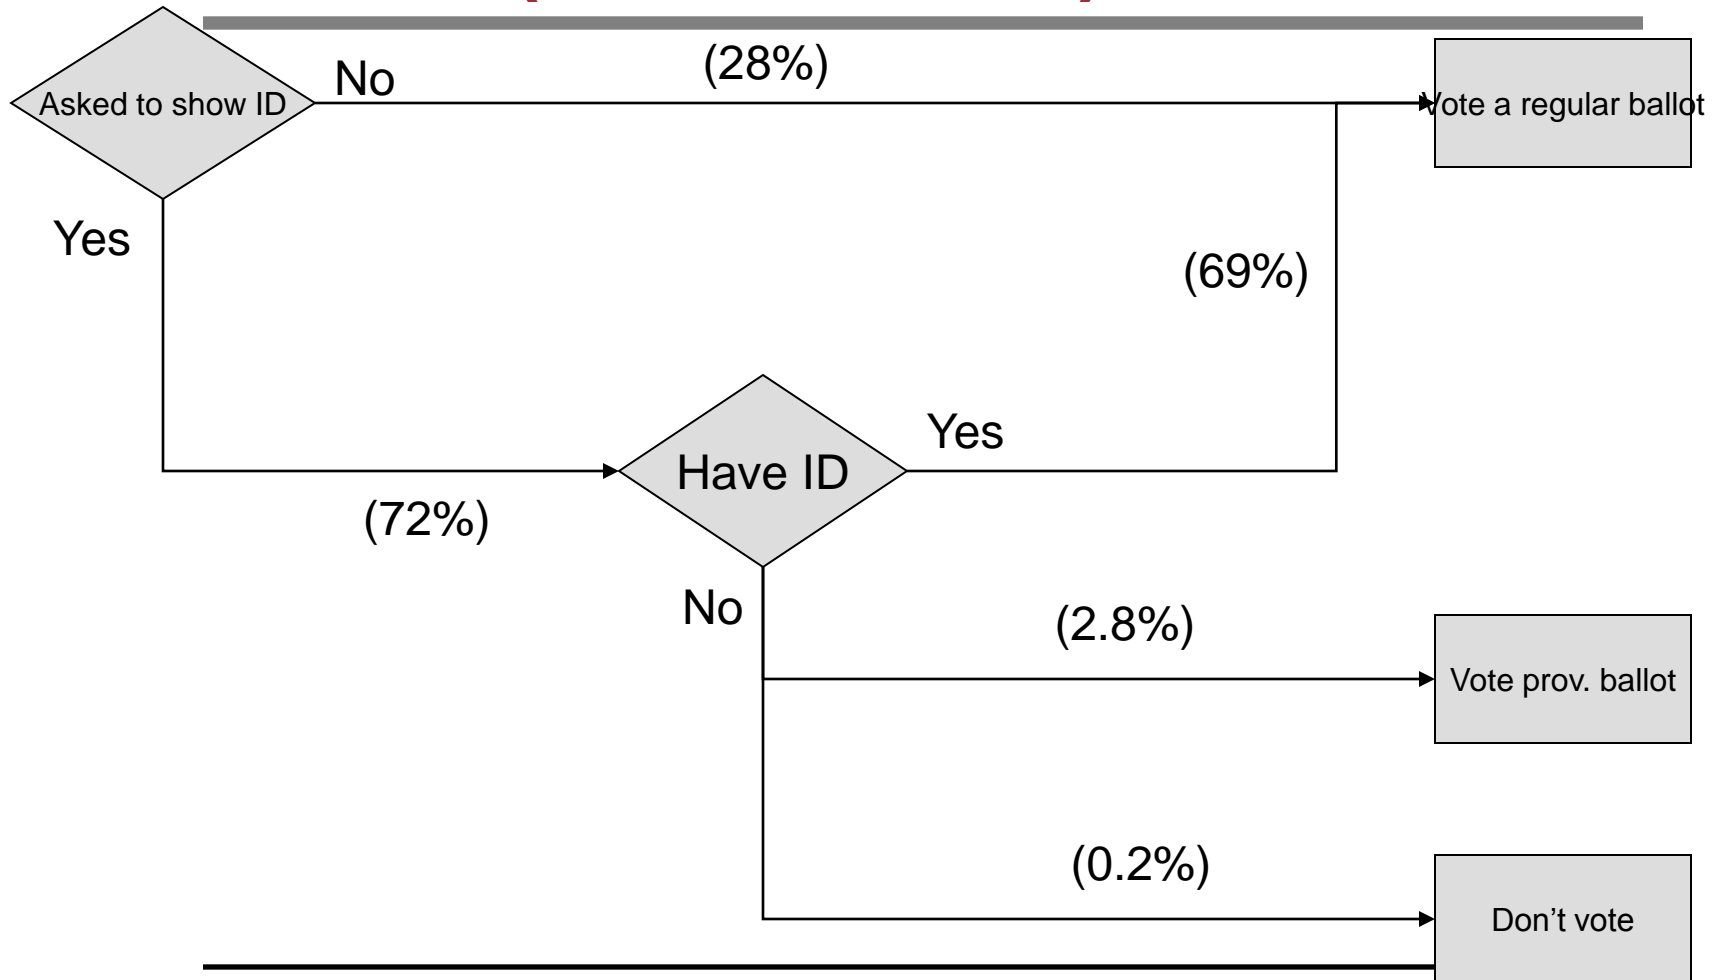 No
(28%)
Asked to show ID
Vote a regular ballot
Yes
(69%)
Yes
Have ID
(72%)
No
(2.8%)
Vote prov. ballot
(0.2%)
Don’t vote